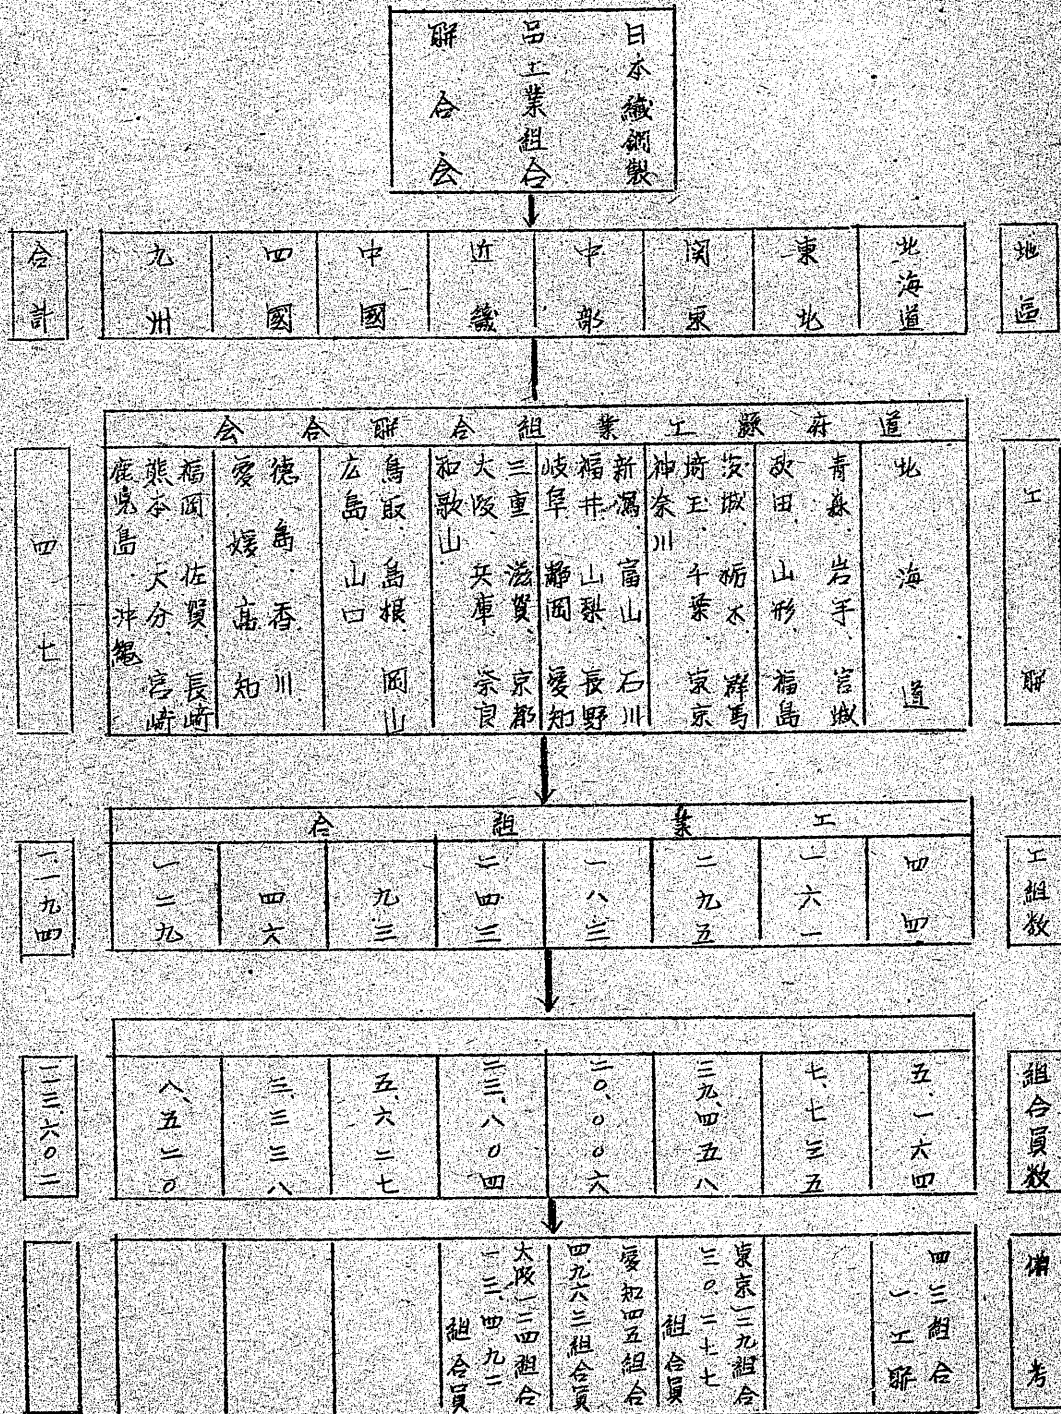 日本鐵鋼製
品工業組合
聯合会
地區
北海道
東北
関東
中部
近畿
中國
四國
九州
合計
道府縣工業組合聯合会
工聯
北海道
青森、岩手、宮城
秋田、山形、福島
茨城、栃木、群馬
埼玉、千葉、東京
神奈川
新潟、富山、石川
福井、山梨、長野
岐阜、靜岡、愛知
三重、滋賀、京都
大阪、兵庫、奈良
和歌山
鳥取、島根、岡山
広島、山口
徳島、香川
愛媛、高知
福岡、佐賀、長崎
熊本、大分、宮崎
鹿児島、沖縄
四七
工業組合
工組数
四四
一六一
二九五
一八三
二四三
九三
四六
一二九
一一九四
組合員数
五、一六四
七、七三五
三九、四五八
二〇、〇〇六
二三、八〇四
五、六二七
三、三三八
八、五二〇
一一三、六〇二
備考
四三組合
一工聯
東京一三九組合
三〇、二七七
組合員
愛知四五組合
四、九六三組合員
大阪一二四組合
一三、四九二
組合員